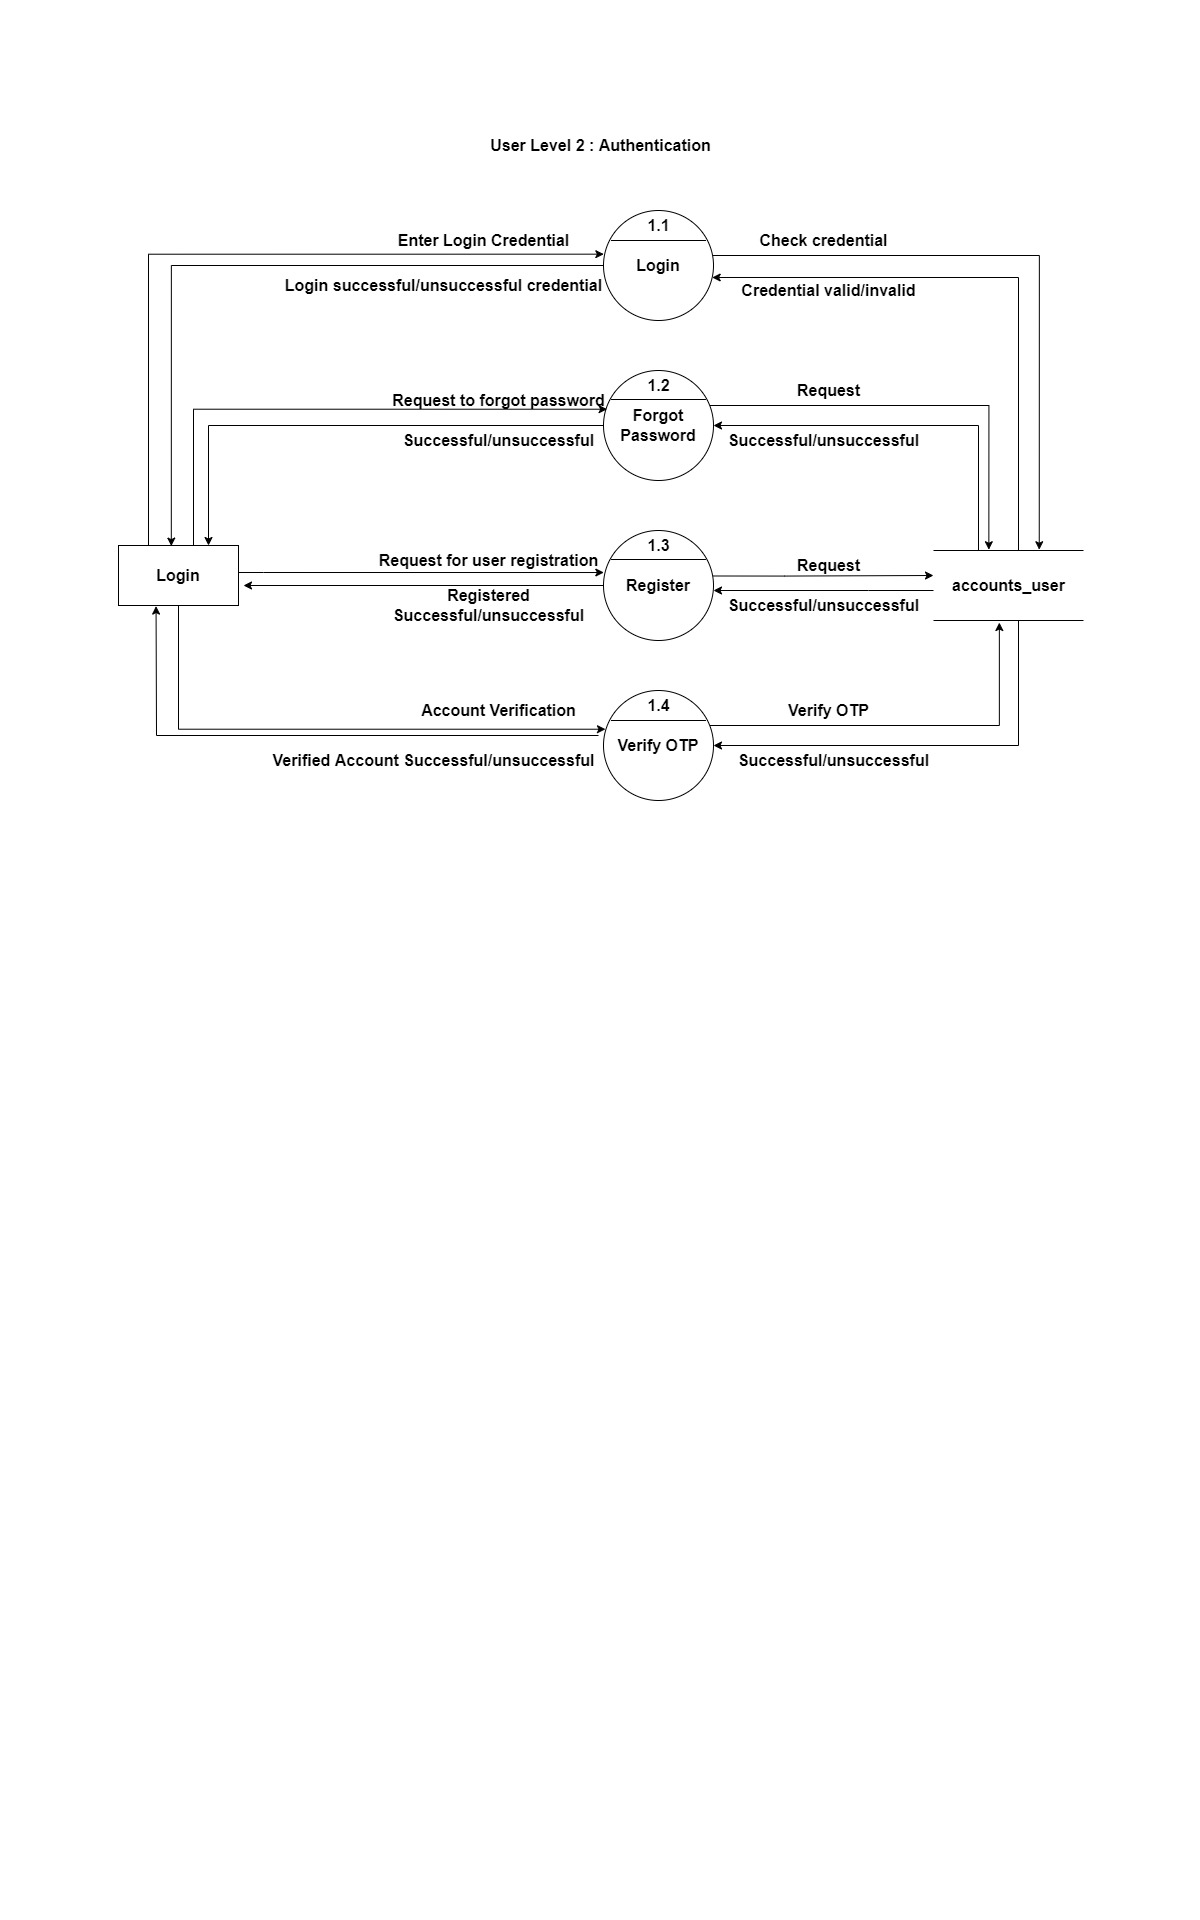 User Level 2 : Authentication
1.1
Enter Login Credential
Check credential
Login
Login successful/unsuccessful credential
Credential valid/invalid
1.2
Request to forgot password
Request
Forgot
Password
Successful/unsuccessful
Successful/unsuccessful
1.3
Request for user registration
Request
Login
Register
accounts_user
Registered
Successful/unsuccessful
Successful/unsuccessful
1.4
Account Verification
Verify OTP
Verify OTP
Verified Account Successful/unsuccessful
Successful/unsuccessful